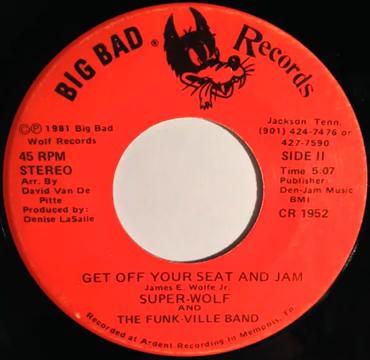 BIG BAD ® Records
©Ⓟ1981 Big Bad
Wolf Records
45 RPM
STEREO
Arr. By
David Van De
Pitte
Produced by:
Denise LaSalle
Jackson Tenn.
(901) 424-7476 or
427-7590
SIDE II
Time 5:07
Publisher:
Den-Jam Music
BMI
CR 1952
GET OFF YOUR SEAT AND JAM
James E. Wolfe Jr.
SUPER-WOLF
AND
THE FUNK-VILLE BAND
Recorded at Ardent Recording In Memphis, Tn.